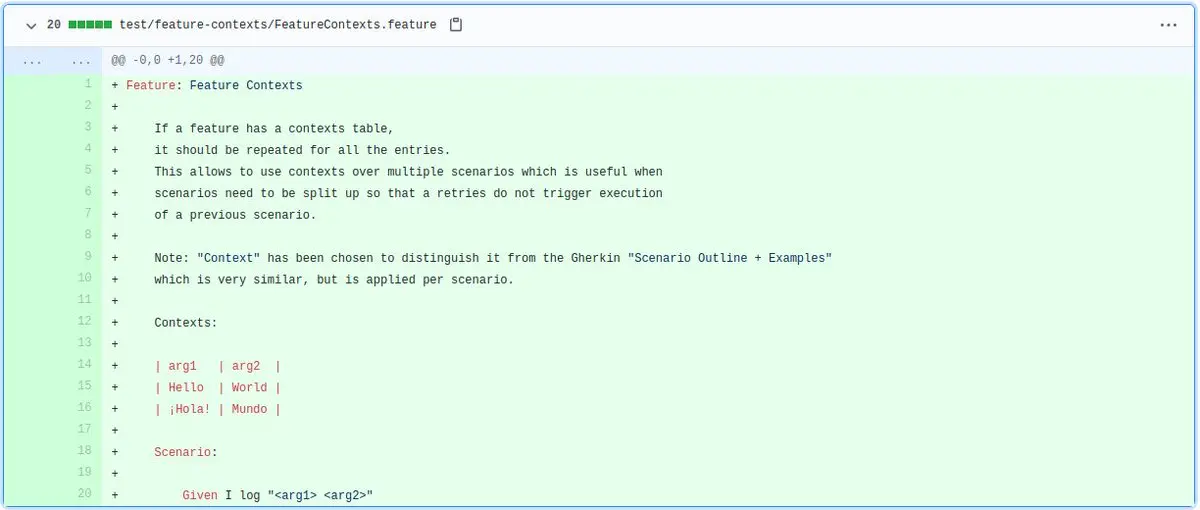 20 test/feature-contexts/FeatureContexts.feature ...
... ... @@ -0,0 +1,20 @@
1 + Feature: Feature Contexts
2 +
3 + If a feature has a contexts table,
4 + it should be repeated for all the entries.
5 + This allows to use contexts over multiple scenarios which is useful when
6 + scenarios need to be split up so that a retries do not trigger execution
7 + of a previous scenario.
8 +
9 + Note: "Context" has been chosen to distinguish it from the Gherkin "Scenario Outline + Examples"
10 + which is very similar, but is applied per scenario.
11 +
12 + Contexts:
13 +
14 + | arg1 | arg2 |
15 + | Hello | World |
16 + | ¡Hola! | Mundo |
17 +
18 + Scenario:
19 +
20 + Given I log "<arg1> <arg2>"